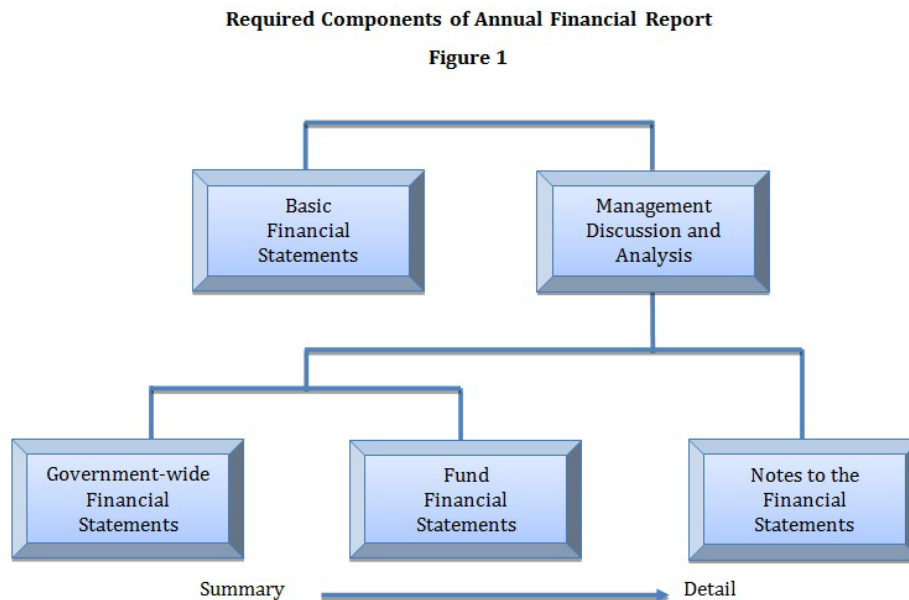 Required Components of Annual Financial Report
Figure 1
Basic
Financial
Statements
Management
Discussion and
Analysis
Government-wide
Financial
Statements
Fund
Financial
Statements
Notes to the
Financial
Statements
Summary
Detail